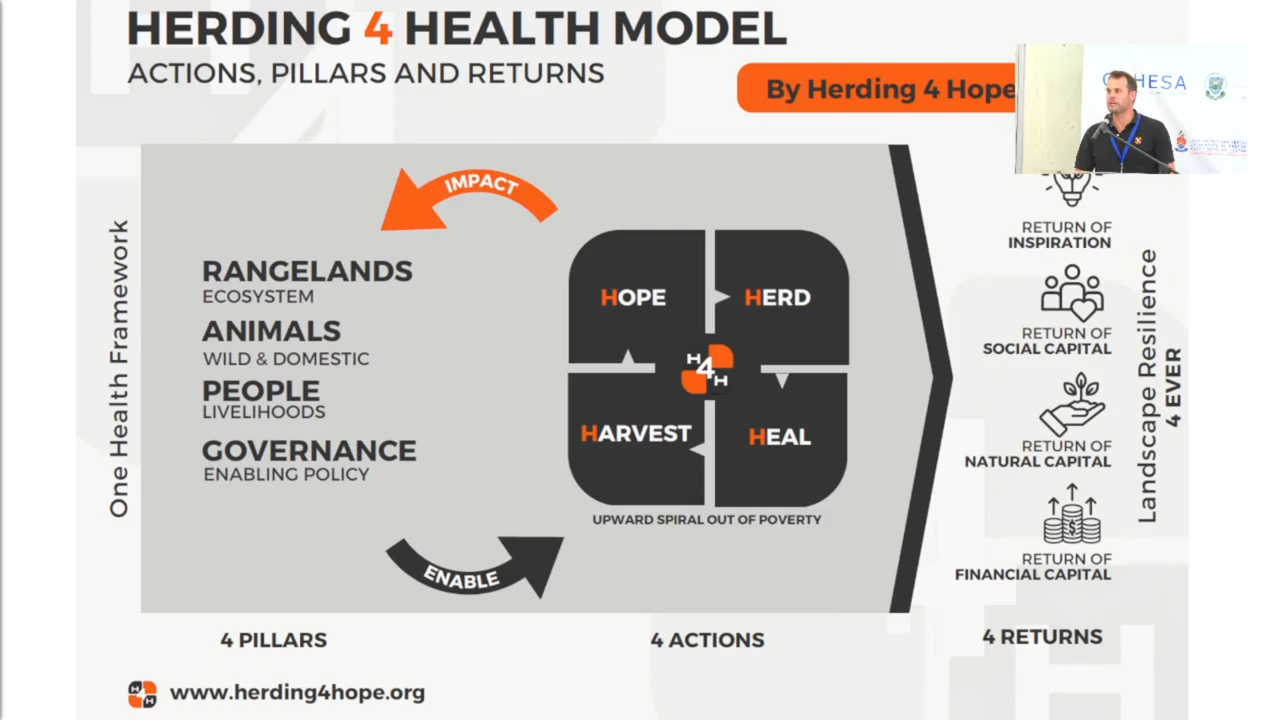 HERDING 4 HEALTH MODEL
ACTIONS, PILLARS AND RETURNS
By Herding 4 Hope
HESA
One Health Framework
IMPACT
RANGELANDS
ECOSYSTEM
ANIMALS
WILD & DOMESTIC
PEOPLE
LIVELIHOODS
GOVERNANCE
ENABLING POLICY
ENABLE
HOPE
HERD
H4H
HARVEST
HEAL
UPWARD SPIRAL OUT OF POVERTY
RETURN OF
INSPIRATION
RETURN OF
SOCIAL CAPITAL
RETURN OF
NATURAL CAPITAL
$
RETURN OF
FINANCIAL CAPITAL
Landscape Resilience
4 EVER
4 PILLARS
4 ACTIONS
4 RETURNS
H4H
www.herding4hope.org